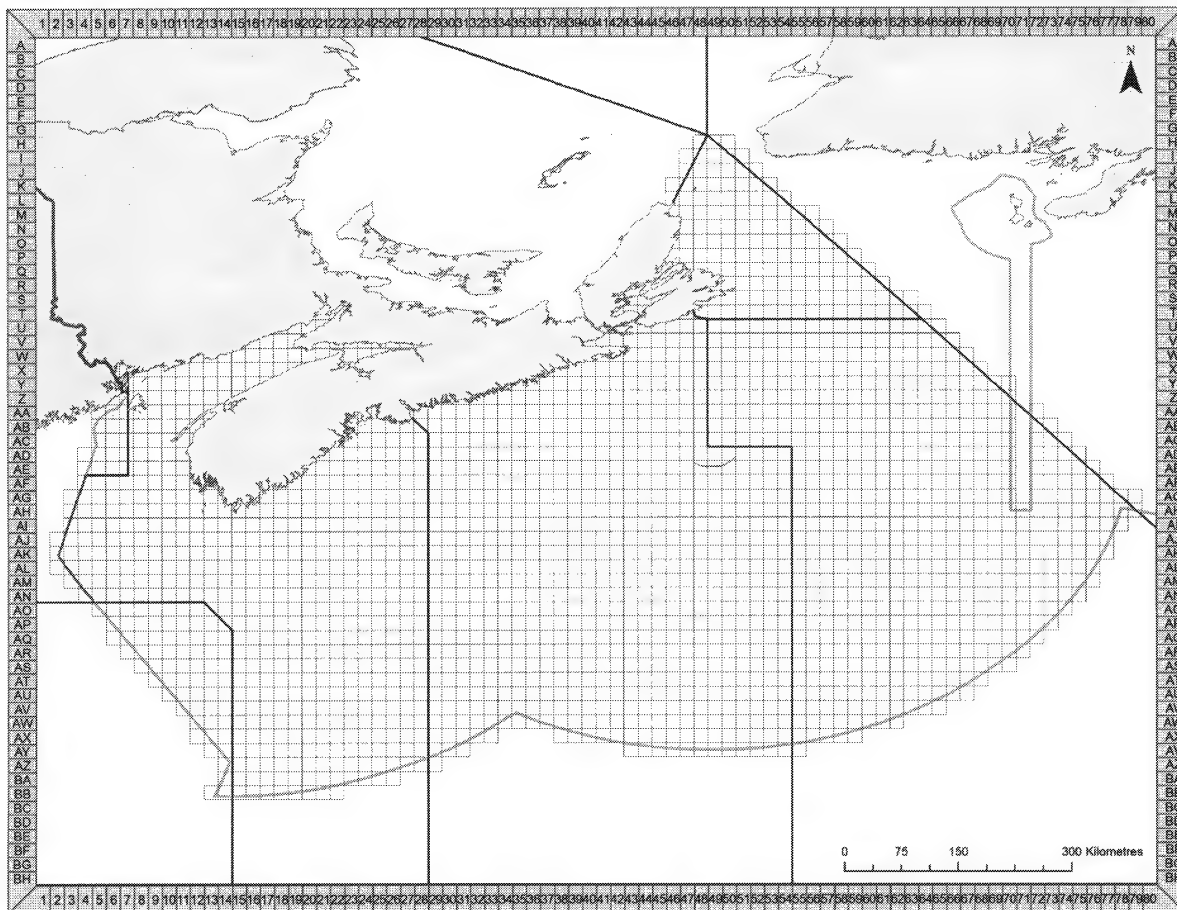 1 2 3 4 5 6 7 8 9 10 11 12 13 14 15 16 17 18 19 20 21 22 23 24 25 26 27 28 29 30 31 32 33 34 35 36 37 38 39 40 41 42 43 44 45 46 47 48 49 50 51 52 53 54 55 56 57 58 59 60 61 62 63 64 65 66 67 68 69 70 71 72 73 74 75 76 77 78 79 80
A
B
C
D
E
F
G
H
I
J
K
L
M
N
O
P
Q
R
S
T
U
V
W
X
Y
Z
AA
AB
AC
AD
AE
AF
AG
AH
AI
AJ
AK
AL
AM
AN
AO
AP
AQ
AR
AS
AT
AU
AV
AW
AX
AY
AZ
BA
BB
BC
BD
BE
BF
BG
BH
N
0 75 150 300 Kilometres
A
B
C
D
E
F
G
H
I
J
K
L
M
N
O
P
Q
R
S
T
U
V
W
X
Y
Z
1 2 3 4 5 6 7 8 9 10 11 12 13 14 15 16 17 18 19 20 21 22 23 24 25 26 27 28 29 30 31 32 33 34 35 36 37 38 39 40 41 42 43 44 45 46 47 48 49 50 51 52 53 54 55 56 57 58 59 60 61 62 63 64 65 66 67 68 69 70 71 72 73 74 75 76 77 78 79 80